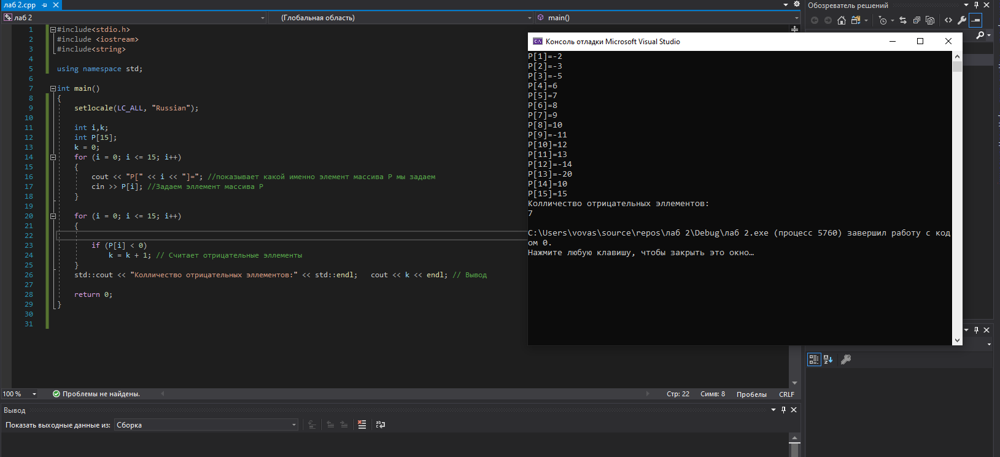 лаб 2.cpp
Обозреватель решений
лаб 2
(Глобальная область)
main()
1 #include<stdio.h>
2 #include <iostream>
3 #include<string>
4
5 using namespace std;
6
7 int main()
8 {
9 setlocale(LC_ALL, "Russian");
10
11 int i,k;
12 int P[15];
13 k = 0;
14 for (i = 0; i <= 15; i++)
15 {
16 cout << "P[" << i << "]="; //показывает какой именно элемент массива P мы задаем
17 cin >> P[i]; //Задаем эллемент массива P
18 }
19
20 for (i = 0; i <= 15; i++)
21 {
22
23 if (P[i] < 0)
24 k = k + 1; // Считает отрицательные эллементы
25 }
26 std::cout << "Колличество отрицательных эллементов:" << std::endl; cout << k << endl; // Вывод
27
28 return 0;
29 }
30
31
Консоль отладки Microsoft Visual Studio
P[1]=-2
P[2]=-3
P[3]=-5
P[4]=6
P[5]=7
P[6]=8
P[7]=9
P[8]=10
P[9]=-11
P[10]=12
P[11]=13
P[12]=-14
P[13]=-20
P[14]=10
P[15]=15
Колличество отрицательных эллементов:
7
C:\Users\vovas\source\repos\лаб 2\Debug\лаб 2.exe (процесс 5760) завершил работу с код
ом 0.
Нажмите любую клавишу, чтобы закрыть это окно…
100 %
Проблемы не найдены.
Стр: 22
Симв: 8
Пробелы
CRLF
Вывод
Показать выходные данные из: Сборка